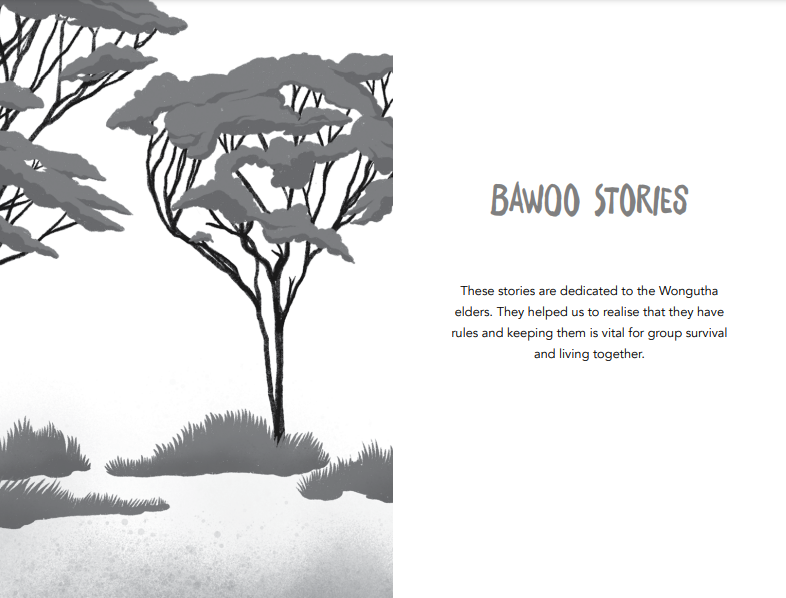 BAWOO STORIES
These stories are dedicated to the Wongutha
elders. They helped us to realise that they have
rules and keeping them is vital for group survival
and living together.